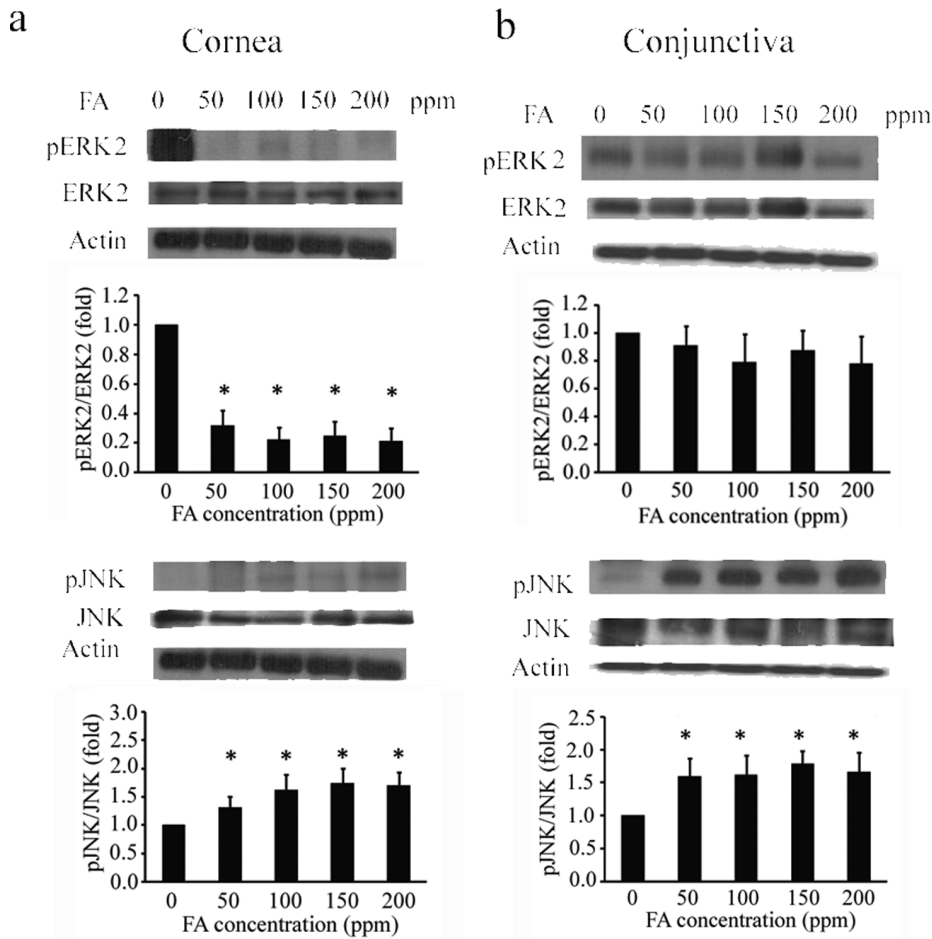 a
Cornea
FA 0 50 100 150 200 ppm
pERK2
ERK2
Actin
pERK2/ERK2 (fold)
1.2
1.0
0.8
0.6
0.4
0.2
0.0
* * * *
0 50 100 150 200
FA concentration (ppm)
pJNK
JNK
Actin
pJNK/JNK (fold)
3.0
2.5
2.0
1.5
1.0
0.5
0.0
* * * *
0 50 100 150 200
FA concentration (ppm)
b
Conjunctiva
FA 0 50 100 150 200 ppm
pERK2
ERK2
Actin
pERK2/ERK2 (fold)
1.2
1.0
0.8
0.6
0.4
0.2
0.0
0 50 100 150 200
FA concentration (ppm)
pJNK
JNK
Actin
pJNK/JNK (fold)
2.5
2.0
1.5
1.0
0.5
0.0
* * * *
0 50 100 150 200
FA concentration (ppm)